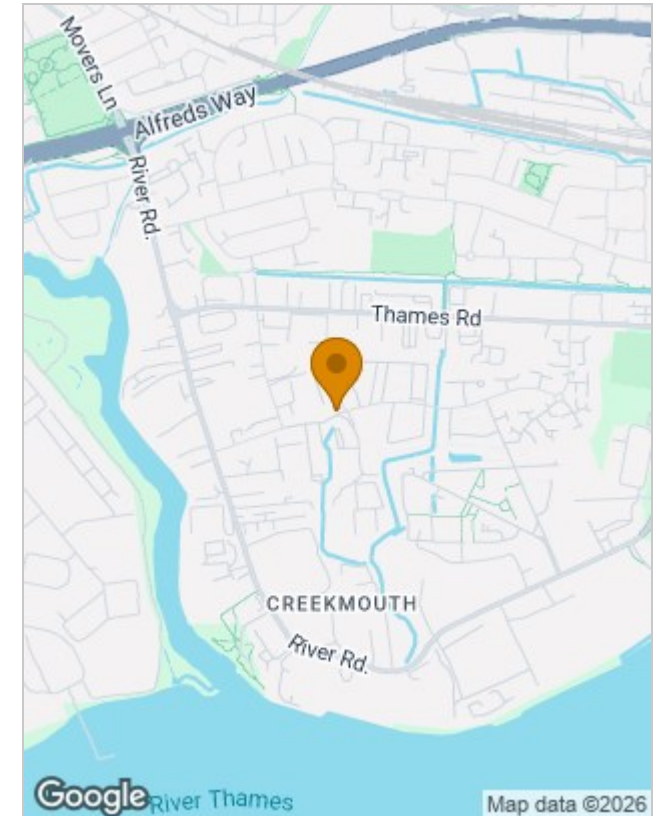 Movers Ln
Alfreds Way
River Rd.
Thames Rd
CREEKMOUTH
River Rd.
Google
River Thames
Map data ©2026